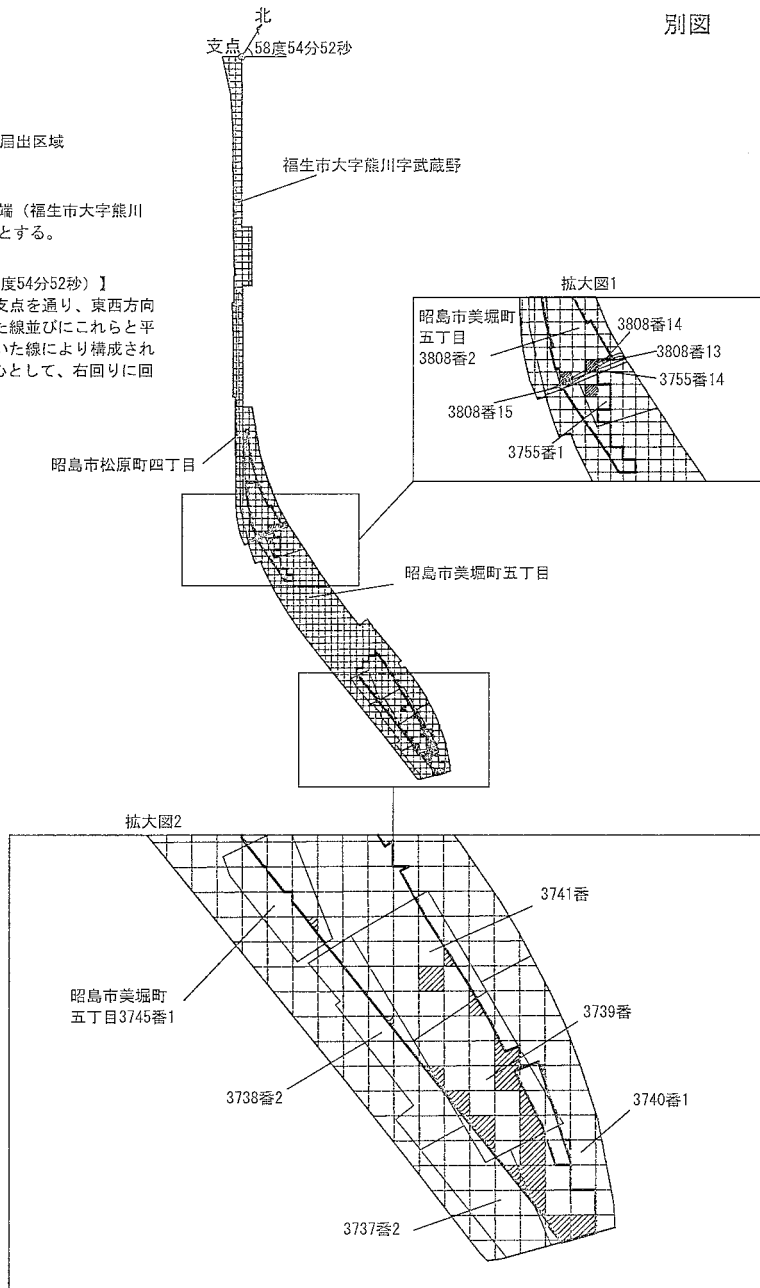 別図
北
支点
58度54分52秒
届出区域
福生市大字熊川字武蔵野
端（福生市大字熊川
とする。
度54分52秒）】
支点を通り、東西方向
た線並びにこれらと平
いた線により構成され
心として、右回りに回
拡大図1
昭島市美堀町
五丁目
3808番2
3808番14
3808番13
3755番14
3808番15
3755番1
昭島市松原町四丁目
昭島市美堀町五丁目
拡大図2
3741番
昭島市美堀町
五丁目3745番1
3739番
3738番2
3740番1
3737番2